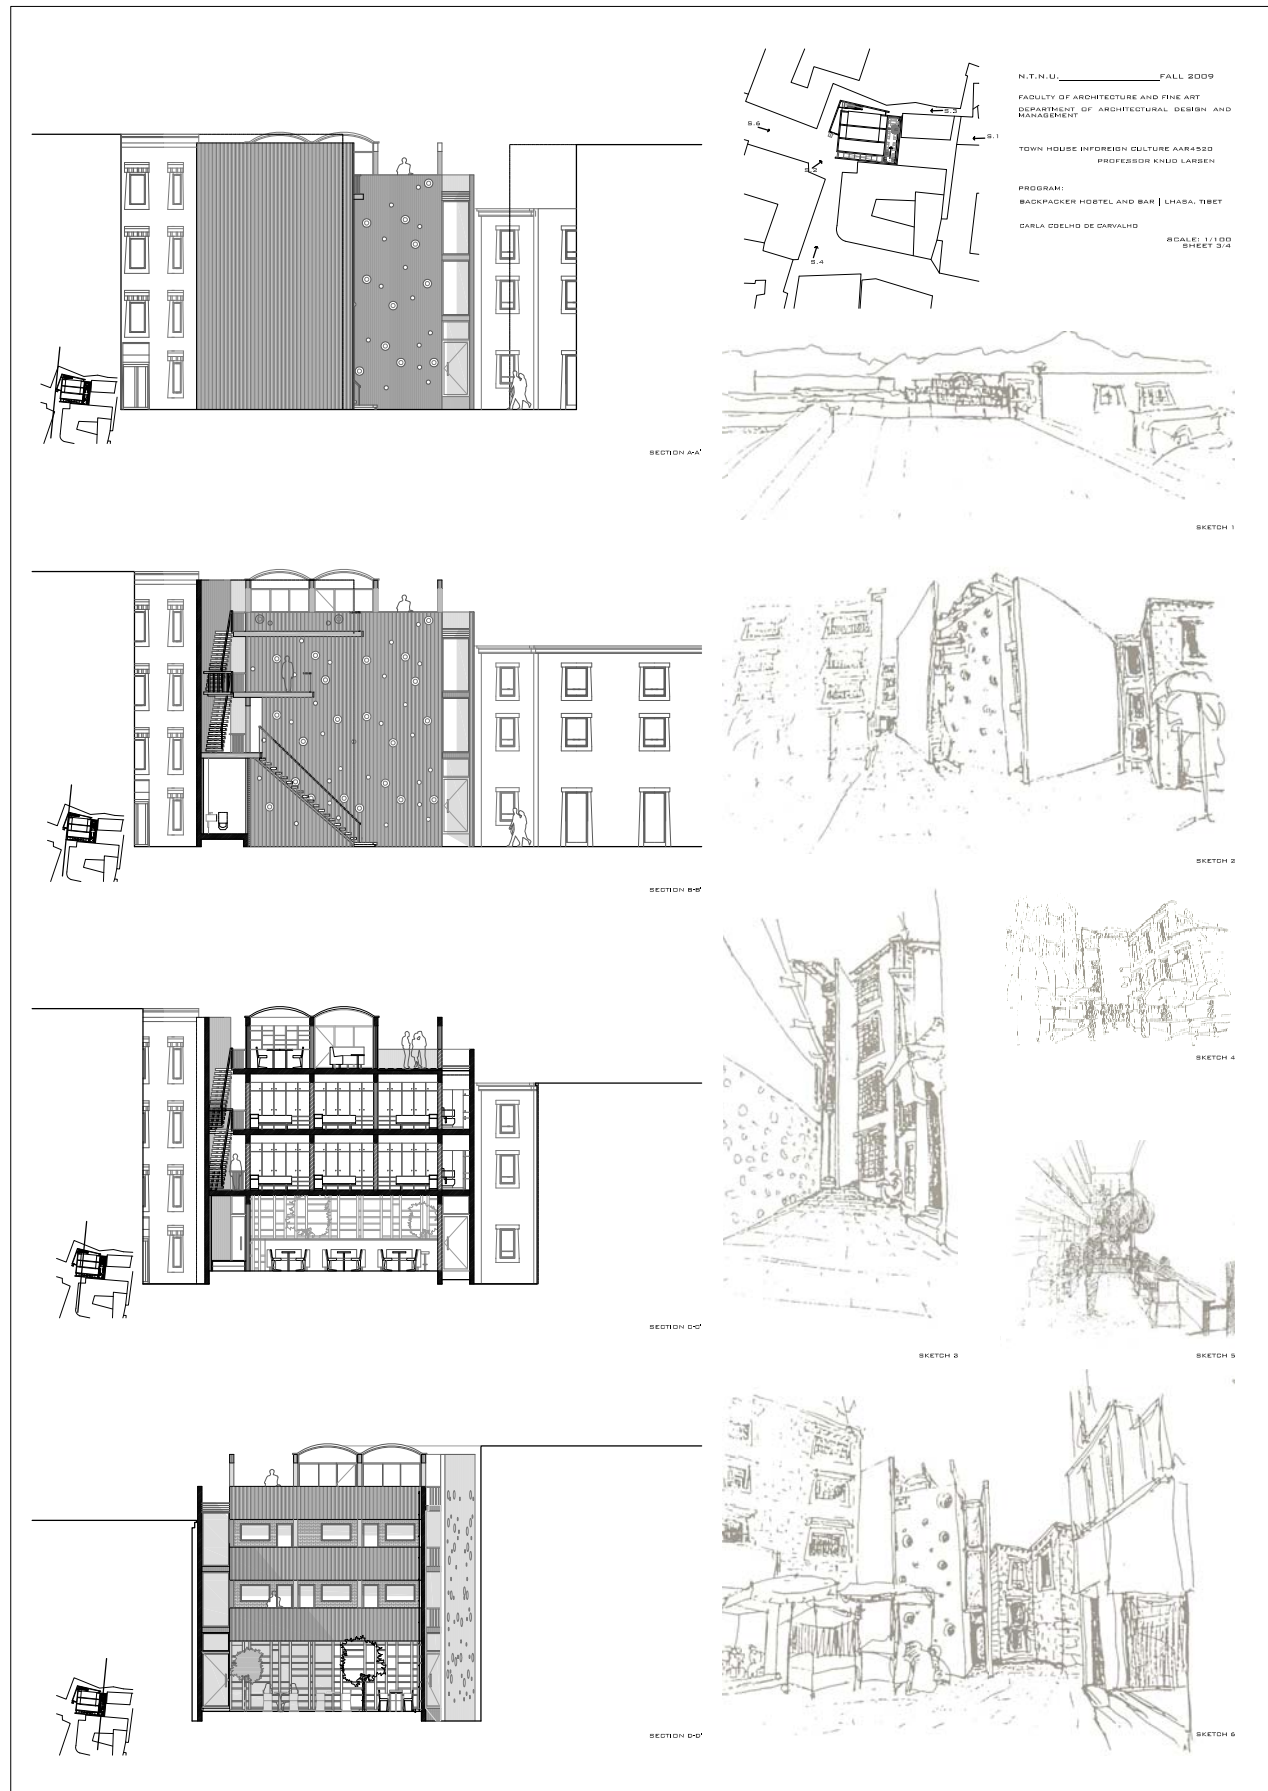 N.T.N.U.____________________FALL 2009
FACULTY OF ARCHITECTURE AND FINE ART
DEPARTMENT OF ARCHITECTURAL DESIGN AND
MANAGEMENT
TOWN HOUSE INFOREIGN CULTURE AAR4520
PROFESSOR KNUD LARSEN
PROGRAM:
BACKPACKER HOSTEL AND BAR | LHASA, TIBET
CARLA COELHO DE CARVALHO
SCALE: 1/100
SHEET 3/4
S.3
S.6
S.1
S.2
S.4
SECTION A-A'
SKETCH 1
SECTION B-B'
SKETCH 2
SKETCH 4
SECTION C-C'
SKETCH 3
SKETCH 5
SECTION D-D'
SKETCH 6